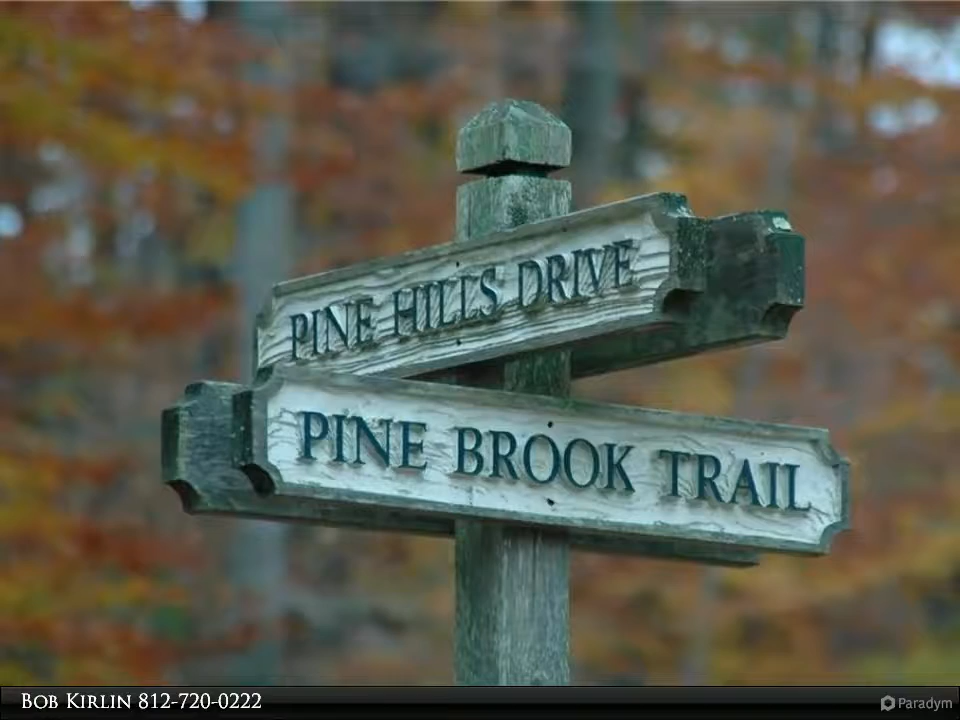 PINE HILLS DRIVE
PINE BROOK TRAIL
BOB KIRLIN 812-720-0222
Paradym